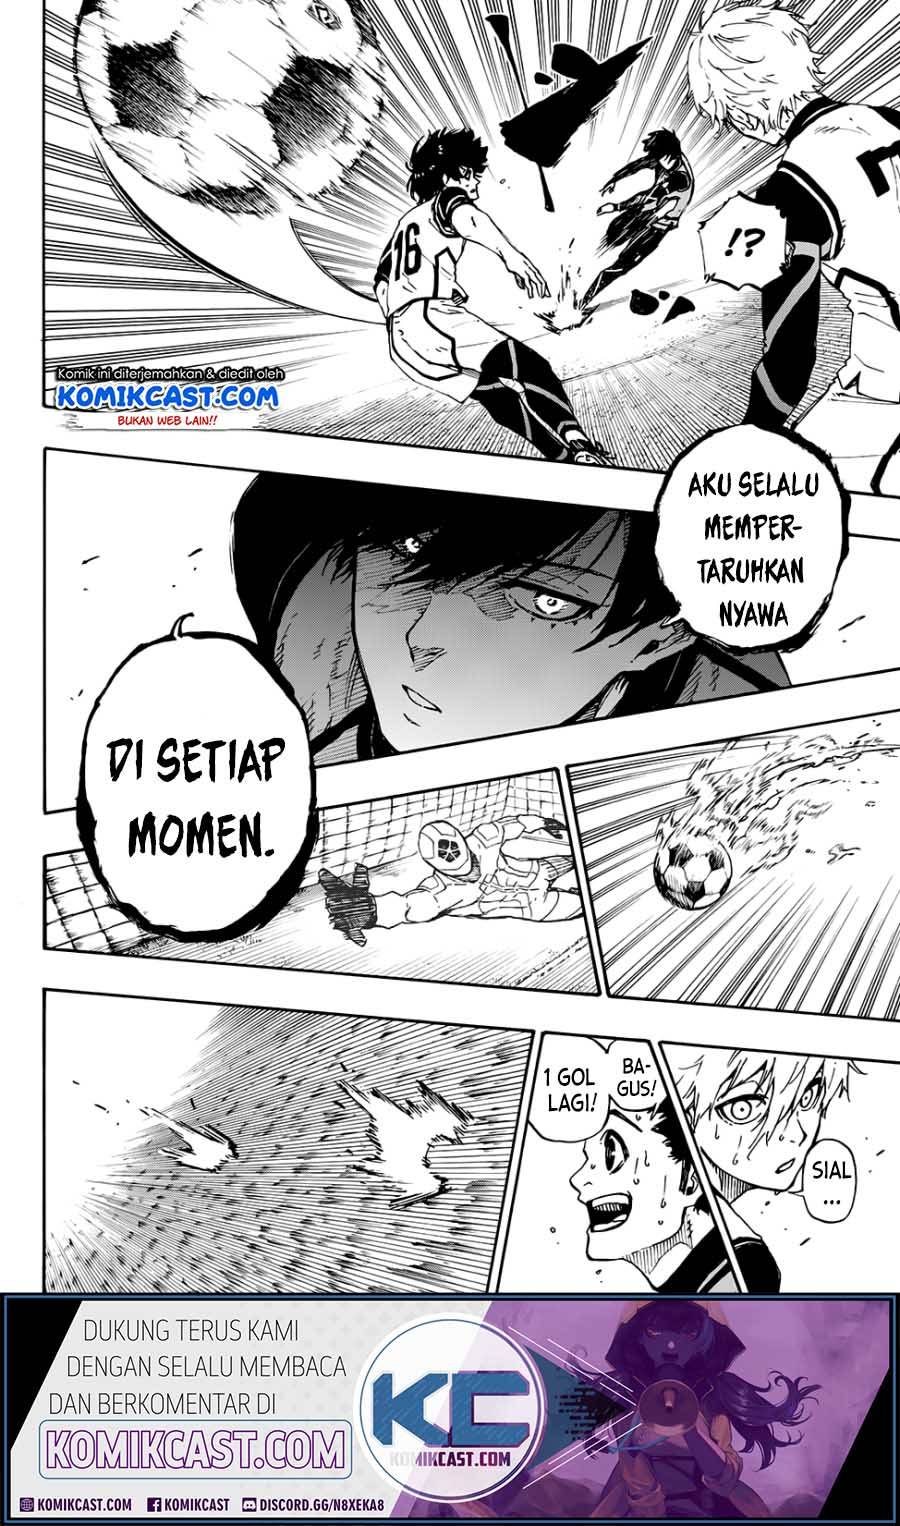 16
7
!?
Komik ini diterjemahkan & diedit oleh
KOMIKCAST.COM
BUKAN WEB LAIN!!
AKU SELALU
MEMPER-
TARUHKAN
NYAWA
DI SETIAP
MOMEN.
BA-
GUS!
1 GOL
LAGI!
SIAL
...
DUKUNG TERUS KAMI
DENGAN SELALU MEMBACA
DAN BERKOMENTAR DI
KOMIKCAST.COM
KC
KOMIKCAST.COM
KOMIKCAST.COM
KOMIKCAST
DISCORD.GG/N8XEKA8